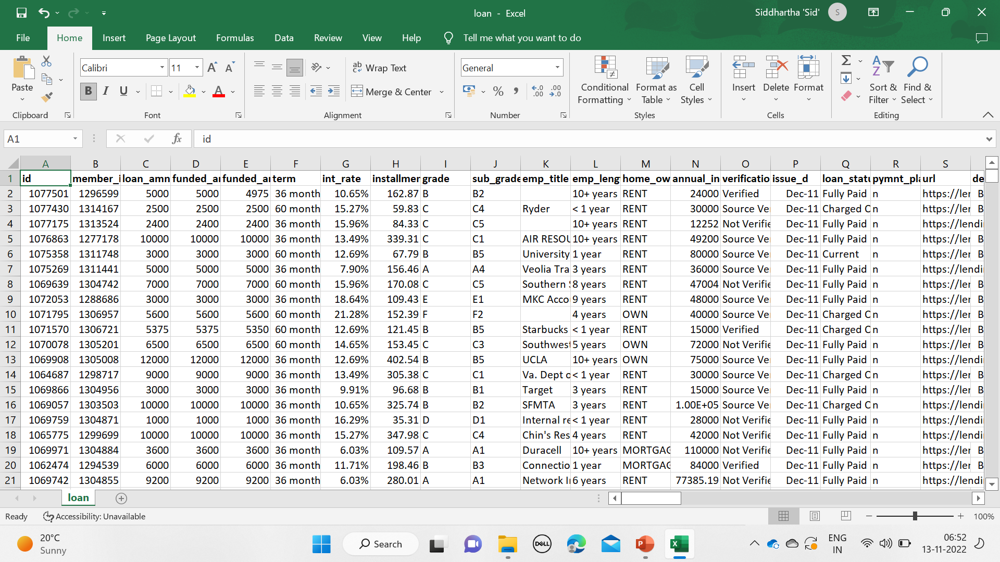 loan - Excel
Siddhartha 'Sid' S
File Home Insert Page Layout Formulas Data Review View Help Tell me what you want to do
Paste
Clipboard
Calibri 11
B I U
Font
Wrap Text
Merge & Center
Alignment
General
Number
Conditional Formatting
Format as Table
Cell Styles
Styles
Insert Delete Format
Cells
Sort & Filter
Find & Select
Editing
A1 fx id
A B C D E F G H I J K L M N O P Q R S
1 id member_i loan_amn funded_a funded_a term int_rate installmer grade sub_grade emp_title emp_leng home_ow annual_in verificatio issue_d loan_statu pymnt_pla url de
2 1077501 1296599 5000 5000 4975 36 month 10.65% 162.87 B B2 10+ years RENT 24000 Verified Dec-11 Fully Paid n https://ler B
3 1077430 1314167 2500 2500 2500 60 month 15.27% 59.83 C C4 Ryder < 1 year RENT 30000 Source Ve Dec-11 Charged O n https://ler B
4 1077175 1313524 2400 2400 2400 36 month 15.96% 84.33 C C5 10+ years RENT 12252 Not Verifie Dec-11 Fully Paid n https://lendi
5 1076863 1277178 10000 10000 10000 36 month 13.49% 339.31 C C1 AIR RESOU 10+ years RENT 49200 Source Ve Dec-11 Fully Paid n https://ler B
6 1075358 1311748 3000 3000 3000 60 month 12.69% 67.79 B B5 University 1 year RENT 80000 Source Ve Dec-11 Current n https://ler B
7 1075269 1311441 5000 5000 5000 36 month 7.90% 156.46 A A4 Veolia Tra 3 years RENT 36000 Source Ve Dec-11 Fully Paid n https://lendi
8 1069639 1304742 7000 7000 7000 60 month 15.96% 170.08 C C5 Southern S 8 years RENT 47004 Not Verifie Dec-11 Fully Paid n https://ler B
9 1072053 1288686 3000 3000 3000 36 month 18.64% 109.43 E E1 MKC Acco 9 years RENT 48000 Source Ve Dec-11 Fully Paid n https://ler B
10 1071795 1306957 5600 5600 5600 60 month 21.28% 152.39 F F2 4 years OWN 40000 Source Ve Dec-11 Charged O n https://ler B
11 1071570 1306721 5375 5375 5350 60 month 12.69% 121.45 B B5 Starbucks < 1 year RENT 15000 Verified Dec-11 Charged O n https://ler B
12 1070078 1305201 6500 6500 6500 60 month 14.65% 153.45 C C3 Southwest 5 years OWN 72000 Not Verifie Dec-11 Fully Paid n https://ler B
13 1069908 1305008 12000 12000 12000 36 month 12.69% 402.54 B B5 UCLA 10+ years OWN 75000 Source Ve Dec-11 Fully Paid n https://lendi
14 1064687 1298717 9000 9000 9000 36 month 13.49% 305.38 C C1 Va. Dept o < 1 year RENT 30000 Source Ve Dec-11 Charged O n https://ler B
15 1069866 1304956 3000 3000 3000 36 month 9.91% 96.68 B B1 Target 3 years RENT 15000 Source Ve Dec-11 Fully Paid n https://ler B
16 1069057 1303503 10000 10000 10000 36 month 10.65% 325.74 B B2 SFMTA 3 years RENT 1.00E+05 Source Ve Dec-11 Charged O n https://lendi
17 1069759 1304871 1000 1000 1000 36 month 16.29% 35.31 D D1 Internal re < 1 year RENT 28000 Not Verifie Dec-11 Fully Paid n https://lendi
18 1065775 1299699 10000 10000 10000 36 month 15.27% 347.98 C C4 Chin's Res 4 years RENT 42000 Not Verifie Dec-11 Fully Paid n https://lendi
19 1069971 1304884 3600 3600 3600 36 month 6.03% 109.57 A A1 Duracell 10+ years MORTGAG 110000 Not Verifie Dec-11 Fully Paid n https://ler B
20 1062474 1294539 6000 6000 6000 36 month 11.71% 198.46 B B3 Connectio 1 year MORTGAG 84000 Verified Dec-11 Fully Paid n https://ler B
21 1069742 1304855 9200 9200 9200 36 month 6.03% 280.01 A A1 Network I 6 years RENT 77385.19 Not Verifie Dec-11 Fully Paid n https://lendi
loan
Ready Accessibility: Unavailable 100%
20°C
Sunny
Search
DELL
ENG
IN
06:52
13-11-2022